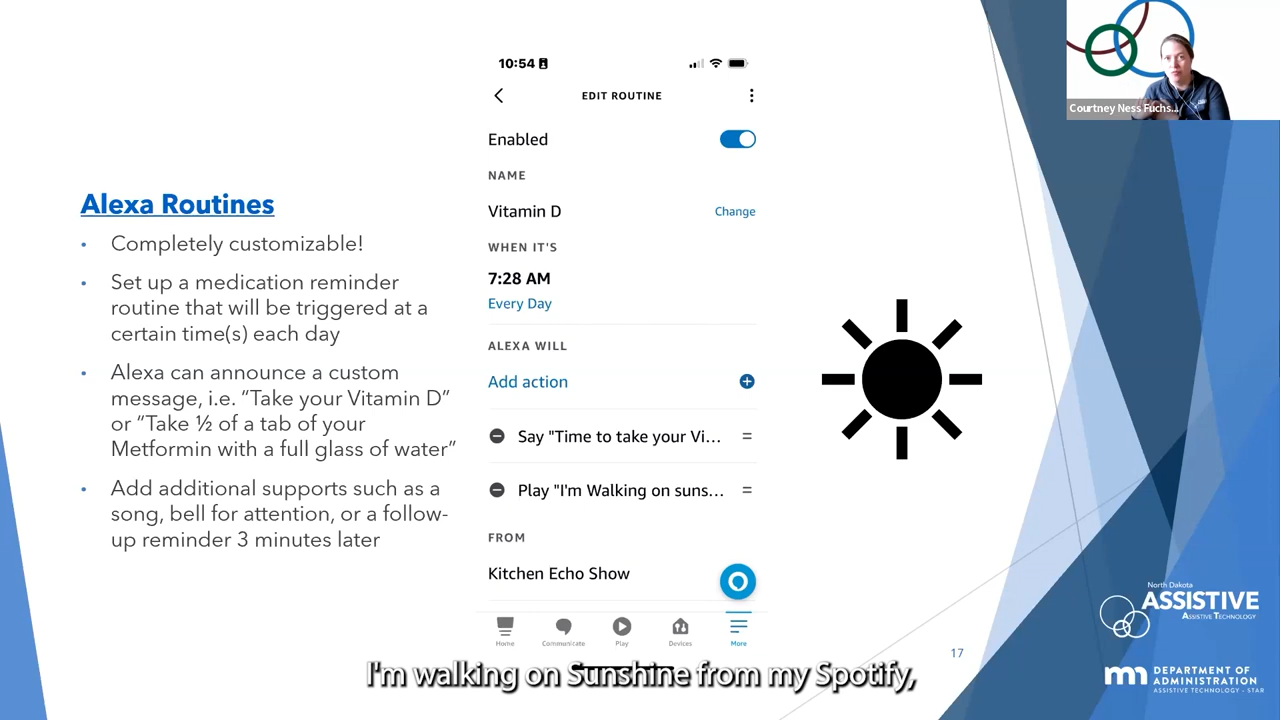 Courtney Ness Fuchs...
10:54
EDIT ROUTINE
Enabled
NAME
Vitamin D
Change
WHEN IT'S
7:28 AM
Every Day
ALEXA WILL
Add action
Say "Time to take your Vi...
Play "I'm Walking on suns...
FROM
Kitchen Echo Show
Home
Communicate
Play
Devices
More
Alexa Routines
• Completely customizable!
• Set up a medication reminder
routine that will be triggered at a
certain time(s) each day
• Alexa can announce a custom
message, i.e. “Take your Vitamin D”
or “Take ½ of a tab of your
Metformin with a full glass of water”
• Add additional supports such as a
song, bell for attention, or a follow-
up reminder 3 minutes later
North Dakota
ASSISTIVE
ASSISTIVE TECHNOLOGY
17
mn DEPARTMENT OF
ADMINISTRATION
ASSISTIVE TECHNOLOGY - STAR
I'm walking on Sunshine from my Spotify,